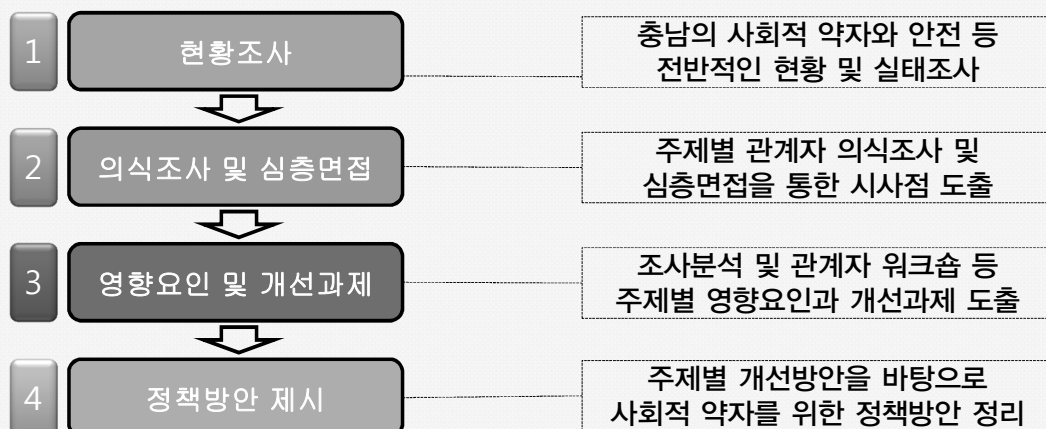 1
현황조사
충남의 사회적 약자와 안전 등
전반적인 현황 및 실태조사
2
의식조사 및 심층면접
주제별 관계자 의식조사 및
심층면접을 통한 시사점 도출
3
영향요인 및 개선과제
조사분석 및 관계자 워크숍 등
주제별 영향요인과 개선과제 도출
4
정책방안 제시
주제별 개선방안을 바탕으로
사회적 약자를 위한 정책방안 정리